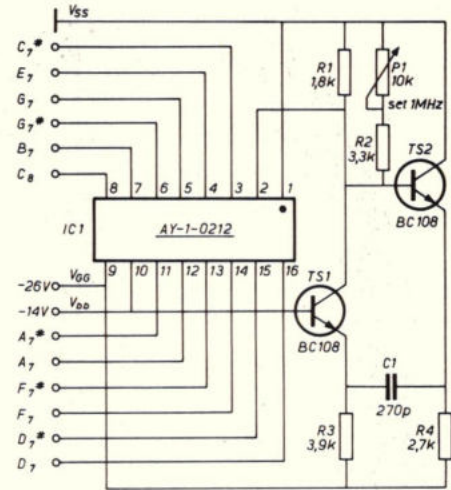 VSS
C7#
E7
G7
G7#
B7
C8
R1
1,8k
P1
10k
set 1MHz
R2
3,3k
TS2
BC108
8 7 6 5 4 3 2 1
IC1
AY-1-0212
9 10 11 12 13 14 15 16
-26V VGG
-14V VDD
TS1
BC108
A7#
A7
F7#
F7
D7#
D7
C1
270p
R3
3,9k
R4
2,7k